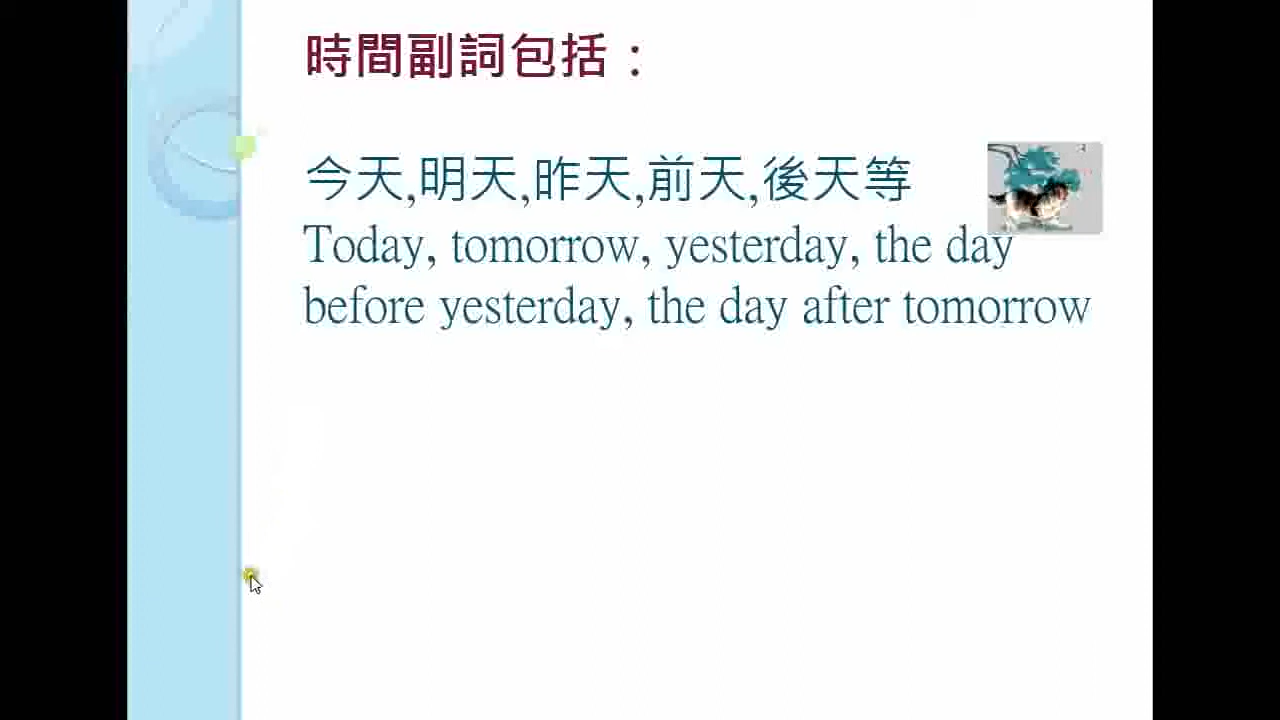 時間副詞包括：
今天,明天,昨天,前天,後天等
Today, tomorrow, yesterday, the day
before yesterday, the day after tomorrow